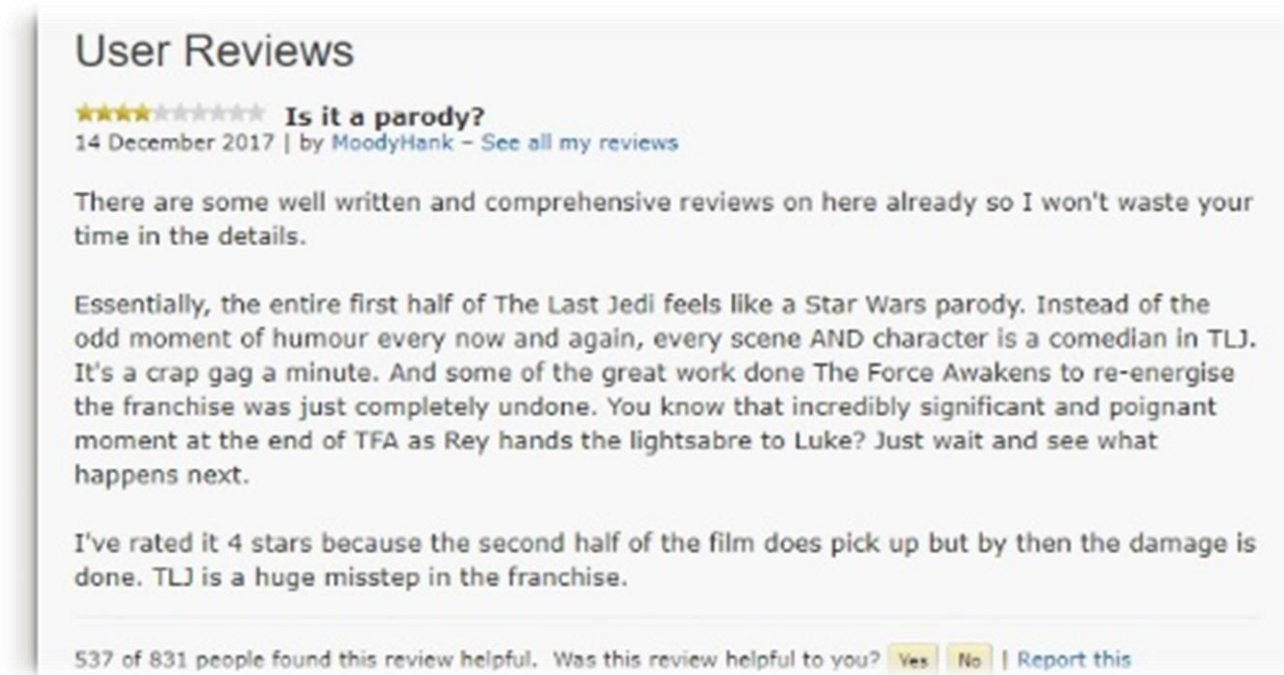 User Reviews
Is it a parody?
14 December 2017 | by MoodyHank – See all my reviews
There are some well written and comprehensive reviews on here already so I won't waste your
time in the details.
Essentially, the entire first half of The Last Jedi feels like a Star Wars parody. Instead of the
odd moment of humour every now and again, every scene AND character is a comedian in TLJ.
It's a crap gag a minute. And some of the great work done The Force Awakens to re-energise
the franchise was just completely undone. You know that incredibly significant and poignant
moment at the end of TFA as Rey hands the lightsabre to Luke? Just wait and see what
happens next.
I've rated it 4 stars because the second half of the film does pick up but by then the damage is
done. TLJ is a huge misstep in the franchise.
537 of 831 people found this review helpful. Was this review helpful to you? Yes No | Report this